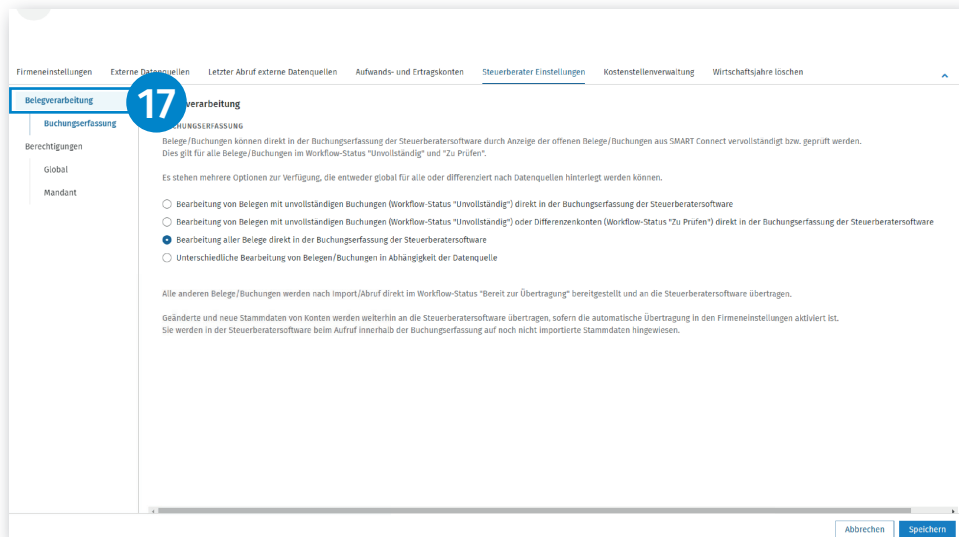 Firmeneinstellungen Externe Datenquellen Letzter Abruf externe Datenquellen Aufwands- und Ertragskonten Steuerberater Einstellungen Kostenstellenverwaltung Wirtschaftsjahre löschen
Belegverarbeitung
Buchungserfassung
Berechtigungen
Global
Mandant
17
verarbeitung
CHUNGSERFASSUNG
Belege/Buchungen können direkt in der Buchungserfassung der Steuerberatersoftware durch Anzeige der offenen Belege/Buchungen aus SMART Connect vervollständigt bzw. geprüft werden.
Dies gilt für alle Belege/Buchungen im Workflow-Status "Unvollständig" und "Zu Prüfen".
Es stehen mehrere Optionen zur Verfügung, die entweder global für alle oder differenziert nach Datenquellen hinterlegt werden können.
Bearbeitung von Belegen mit unvollständigen Buchungen (Workflow-Status "Unvollständig") direkt in der Buchungserfassung der Steuerberatersoftware
Bearbeitung von Belegen mit unvollständigen Buchungen (Workflow-Status "Unvollständig") oder Differenzenkonten (Workflow-Status "Zu Prüfen") direkt in der Buchungserfassung der Steuerberatersoftware
Bearbeitung aller Belege direkt in der Buchungserfassung der Steuerberatersoftware
Unterschiedliche Bearbeitung von Belegen/Buchungen in Abhängigkeit der Datenquelle
Alle anderen Belege/Buchungen werden nach Import/Abruf direkt im Workflow-Status "Bereit zur Übertragung" bereitgestellt und an die Steuerberatersoftware übertragen.
Geänderte und neue Stammdaten von Konten werden weiterhin an die Steuerberatersoftware übertragen, sofern die automatische Übertragung in den Firmeneinstellungen aktiviert ist.
Sie werden in der Steuerberatersoftware beim Aufruf innerhalb der Buchungserfassung auf noch nicht importierte Stammdaten hingewiesen.
Abbrechen Speichern